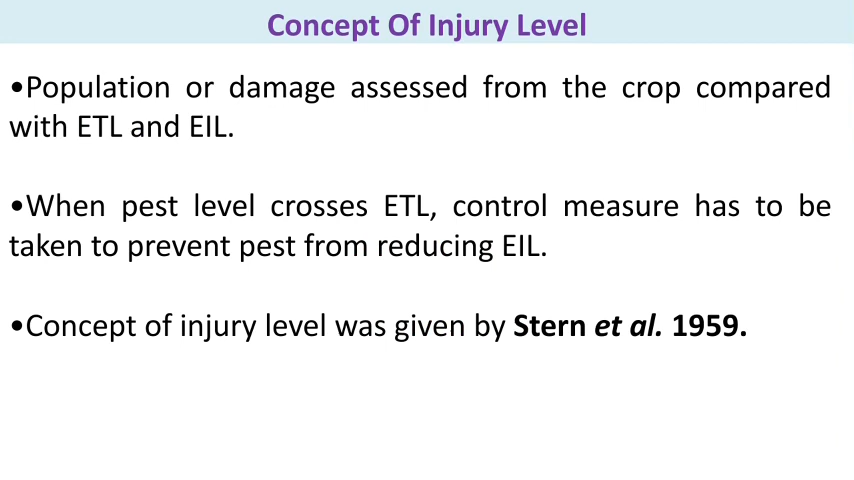 Concept Of Injury Level
•Population or damage assessed from the crop compared
with ETL and EIL.
•When pest level crosses ETL, control measure has to be
taken to prevent pest from reducing EIL.
•Concept of injury level was given by Stern et al. 1959.